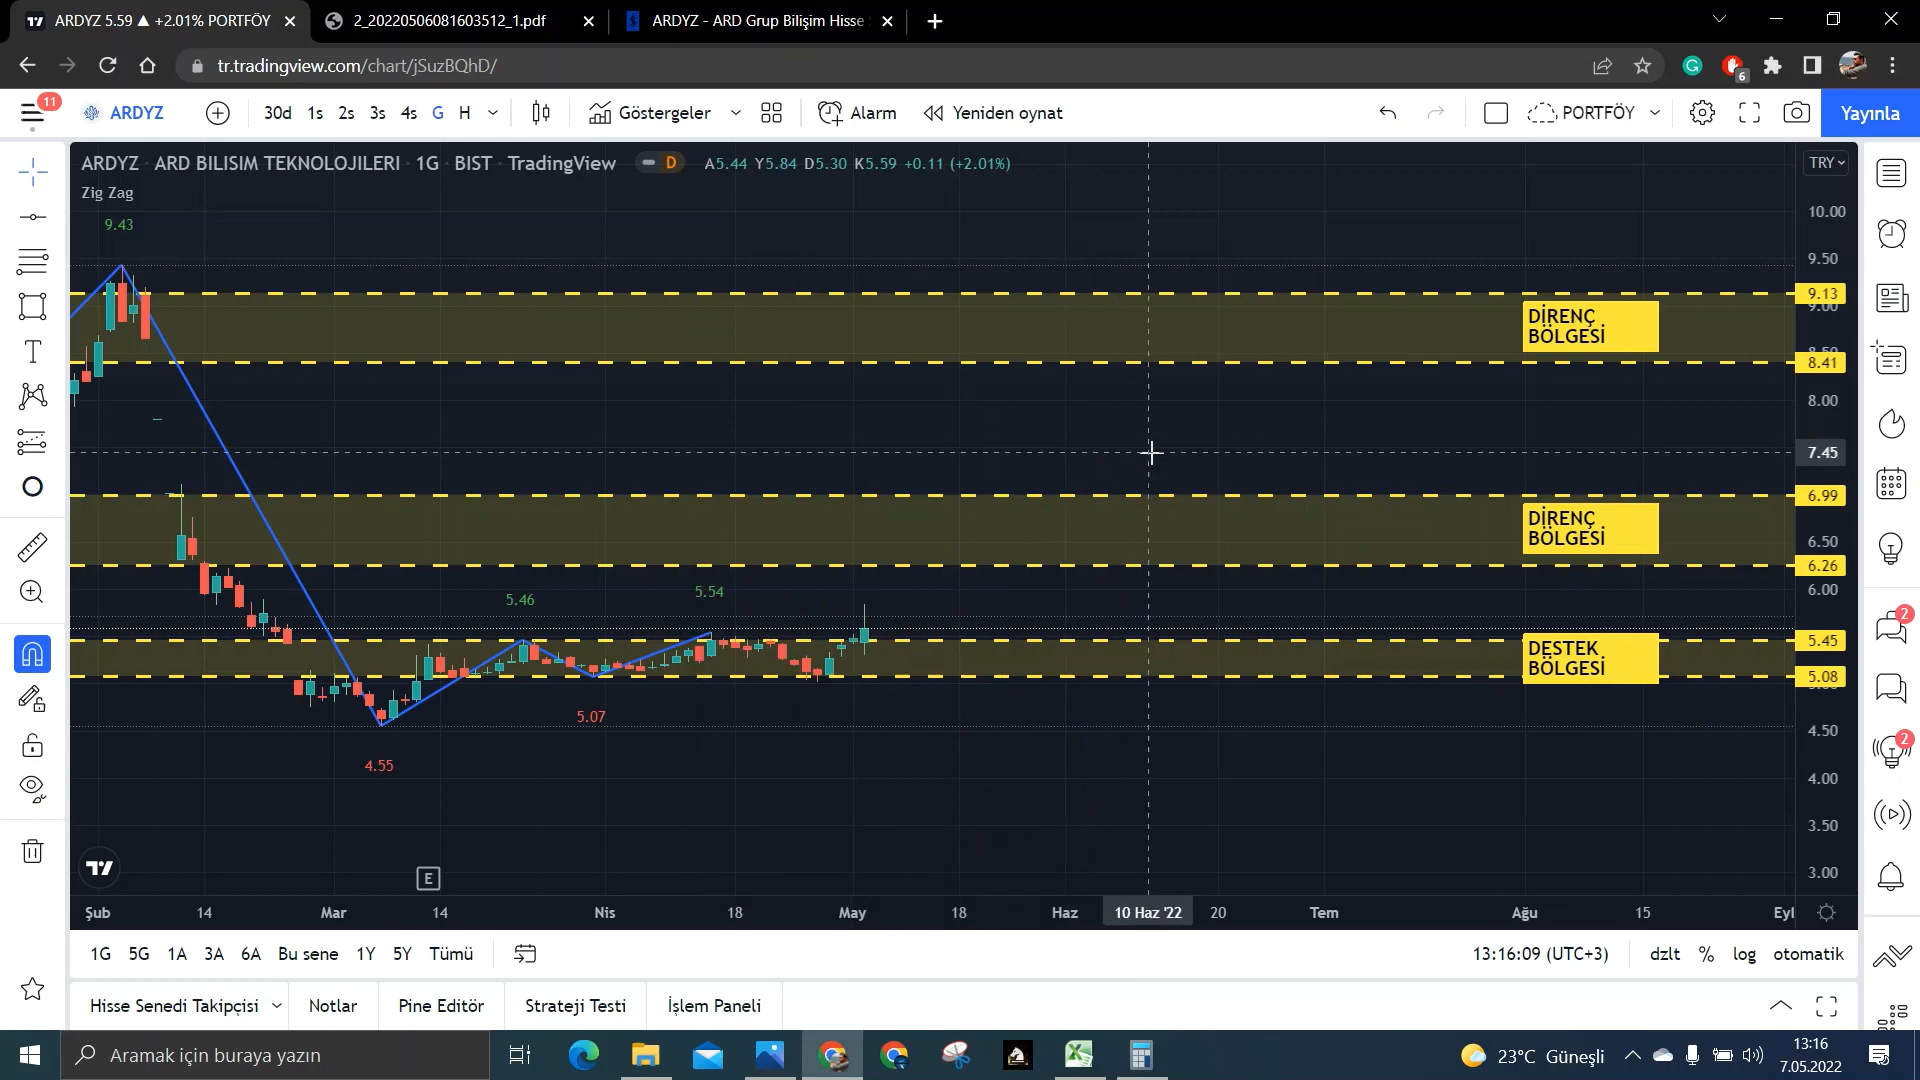 ARDYZ 5.59 ▲ +2.01% PORTFÖY
2_20220506081603512_1.pdf
ARDYZ - ARD Grup Bilişim Hisse
tr.tradingview.com/chart/jSuzBQhD/
6
11
ARDYZ
30d 1s 2s 3s 4s G H
Göstergeler
Alarm
Yeniden oynat
PORTFÖY
Yayınla
ARDYZ · ARD BILISIM TEKNOLOJILERI · 1G · BIST · TradingView
D
A5.44 Y5.84 D5.30 K5.59 +0.11 (+2.01%)
TRY
Zig Zag
9.43
10.00
9.50
9.13
9.00
DİRENÇ
BÖLGESİ
8.50
8.41
8.00
7.45
6.99
DİRENÇ
BÖLGESİ
6.50
6.26
6.00
5.46
5.54
5.45
DESTEK
BÖLGESİ
5.08
5.07
4.55
4.50
4.00
3.50
3.00
E
Şub 14 Mar 14 Nis 18 May 18 Haz 10 Haz '22 20 Tem Ağu 15 Eyl
1G 5G 1A 3A 6A Bu sene 1Y 5Y Tümü
13:16:09 (UTC+3)
dzlt % log otomatik
Hisse Senedi Takipçisi
Notlar
Pine Editör
Strateji Testi
İşlem Paneli
2
2
Aramak için buraya yazın
23°C Güneşli
13:16
7.05.2022